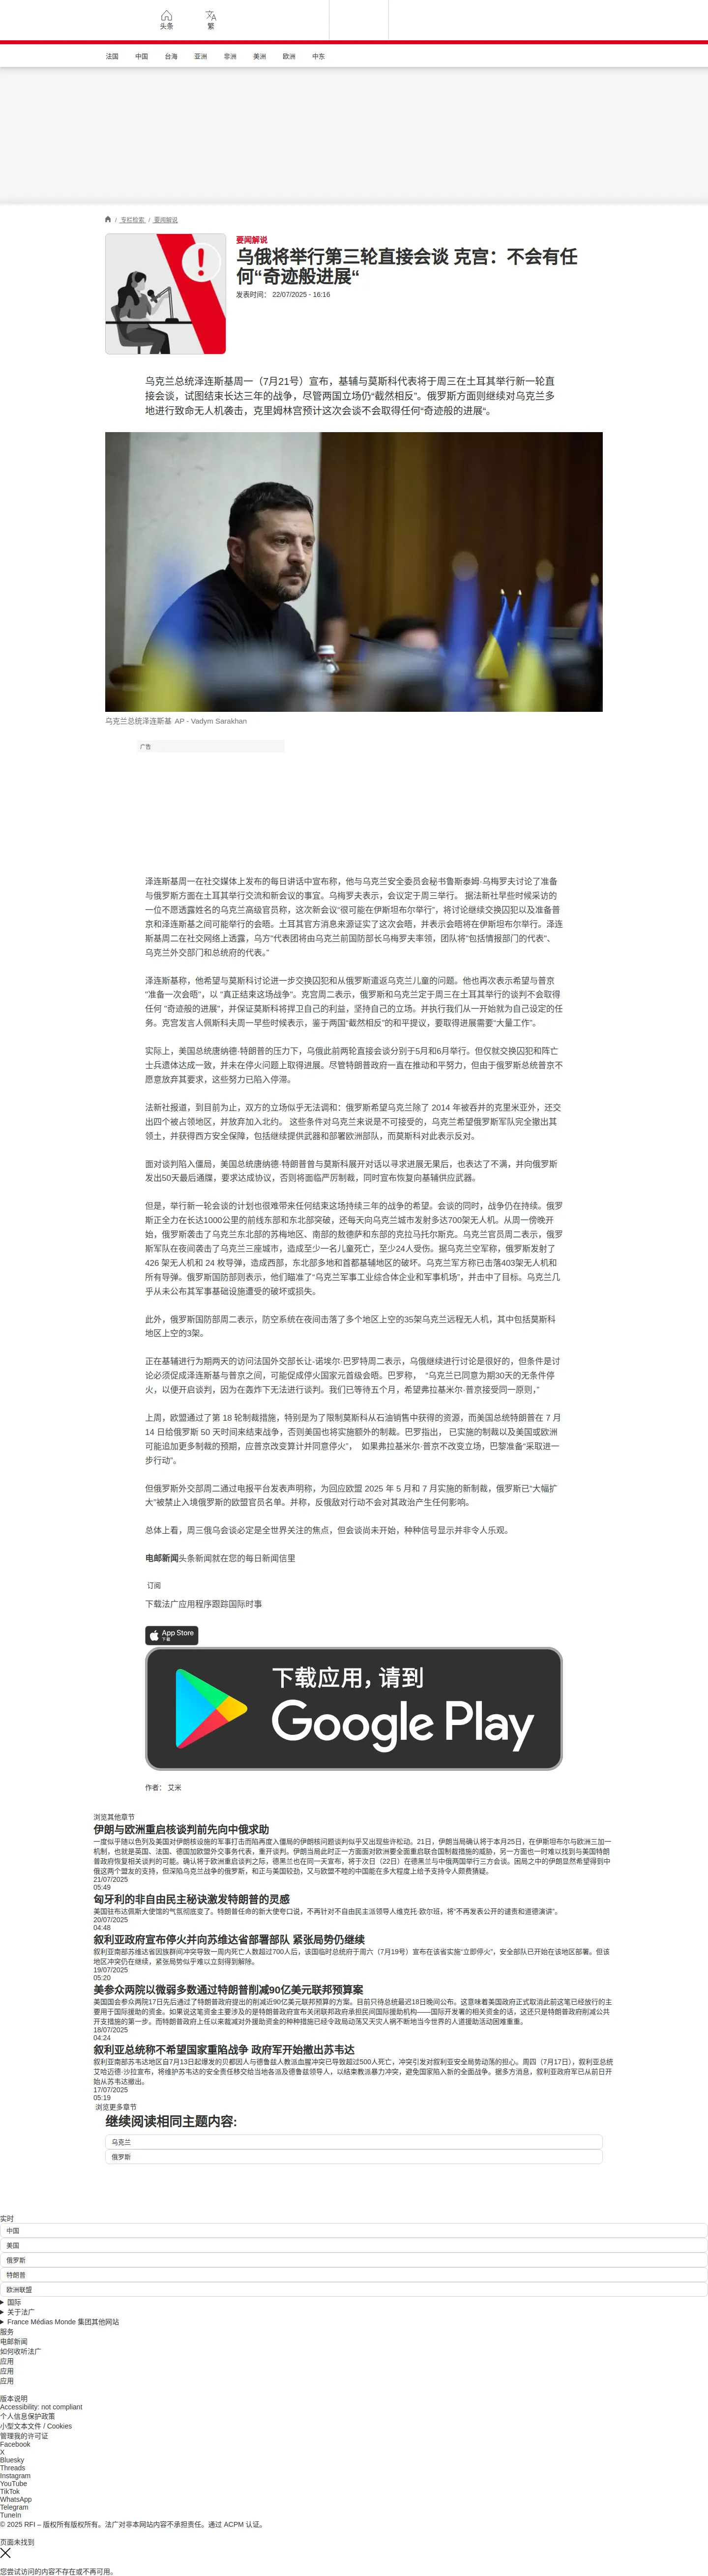 头条
繁
法国
中国
台海
亚洲
非洲
美洲
欧洲
中东
/ 专栏检索 / 要闻解说
要闻解说
乌俄将举行第三轮直接会谈 克宫：不会有任
何“奇迹般进展“
发表时间： 22/07/2025 - 16:16
乌克兰总统泽连斯基周一（7月21号）宣布，基辅与莫斯科代表将于周三在土耳其举行新一轮直
接会谈，试图结束长达三年的战争，尽管两国立场仍“截然相反”。俄罗斯方面则继续对乌克兰多
地进行致命无人机袭击，克里姆林宫预计这次会谈不会取得任何“奇迹般的进展“。
乌克兰总统泽连斯基 AP - Vadym Sarakhan
广告
泽连斯基周一在社交媒体上发布的每日讲话中宣布称，他与乌克兰安全委员会秘书鲁斯泰姆·乌梅罗夫讨论了准备
与俄罗斯方面在土耳其举行交流和新会议的事宜。乌梅罗夫表示，会议定于周三举行。 据法新社早些时候采访的
一位不愿透露姓名的乌克兰高级官员称，这次新会议“很可能在伊斯坦布尔举行”，将讨论继续交换囚犯以及准备普
京和泽连斯基之间可能举行的会晤。土耳其官方消息来源证实了这次会晤，并表示会晤将在伊斯坦布尔举行。泽连
斯基周二在社交网络上透露，乌方“代表团将由乌克兰前国防部长乌梅罗夫率领，团队将”包括情报部门的代表“、
乌克兰外交部门和总统府的代表。”
泽连斯基称，他希望与莫斯科讨论进一步交换囚犯和从俄罗斯遣返乌克兰儿童的问题。他也再次表示希望与普京
“准备一次会晤”，以 “真正结束这场战争”。克宫周二表示，俄罗斯和乌克兰定于周三在土耳其举行的谈判不会取得
任何 “奇迹般的进展”，并保证莫斯科将捍卫自己的利益，坚持自己的立场。并执行我们从一开始就为自己设定的任
务。克宫发言人佩斯科夫周一早些时候表示，鉴于两国“截然相反”的和平提议，要取得进展需要“大量工作”。
实际上，美国总统唐纳德·特朗普的压力下，乌俄此前两轮直接会谈分别于5月和6月举行。但仅就交换囚犯和阵亡
士兵遗体达成一致，并未在停火问题上取得进展。尽管特朗普政府一直在推动和平努力，但由于俄罗斯总统普京不
愿意放弃其要求，这些努力已陷入停滞。
法新社报道，到目前为止，双方的立场似乎无法调和：俄罗斯希望乌克兰除了 2014 年被吞并的克里米亚外，还交
出四个被占领地区，并放弃加入北约。 这些条件对乌克兰来说是不可接受的，乌克兰希望俄罗斯军队完全撤出其
领土，并获得西方安全保障，包括继续提供武器和部署欧洲部队，而莫斯科对此表示反对。
面对谈判陷入僵局，美国总统唐纳德·特朗普曾与莫斯科展开对话以寻求进展无果后，也表达了不满，并向俄罗斯
发出50天最后通牒，要求达成协议，否则将面临严厉制裁，同时宣布恢复向基辅供应武器。
但是，举行新一轮会谈的计划也很难带来任何结束这场持续三年的战争的希望。会谈的同时，战争仍在持续。俄罗
斯正全力在长达1000公里的前线东部和东北部突破，还每天向乌克兰城市发射多达700架无人机。从周一傍晚开
始，俄罗斯袭击了乌克兰东北部的苏梅地区、南部的敖德萨和东部的克拉马托尔斯克。乌克兰官员周二表示，俄罗
斯军队在夜间袭击了乌克兰三座城市，造成至少一名儿童死亡，至少24人受伤。据乌克兰空军称，俄罗斯发射了
426 架无人机和 24 枚导弹，造成西部，东北部多地和首都基辅地区的破坏。乌克兰军方称已击落403架无人机和
所有导弹。俄罗斯国防部则表示，他们瞄准了“乌克兰军事工业综合体企业和军事机场”，并击中了目标。乌克兰几
乎从未公布其军事基础设施遭受的破坏或损失。
此外，俄罗斯国防部周二表示，防空系统在夜间击落了多个地区上空的35架乌克兰远程无人机，其中包括莫斯科
地区上空的3架。
正在基辅进行为期两天的访问法国外交部长让-诺埃尔·巴罗特周二表示，乌俄继续进行讨论是很好的，但条件是讨
论必须促成泽连斯基与普京之间，可能促成停火国家元首级会晤。巴罗称， “乌克兰已同意为期30天的无条件停
火，以便开启谈判，因为在轰炸下无法进行谈判。我们已等待五个月，希望弗拉基米尔·普京接受同一原则，”
上周，欧盟通过了第 18 轮制裁措施，特别是为了限制莫斯科从石油销售中获得的资源，而美国总统特朗普在 7 月
14 日给俄罗斯 50 天时间来结束战争，否则美国也将实施额外的制裁。巴罗指出， 已实施的制裁以及美国或欧洲
可能追加更多制裁的预期，应普京改变算计并同意停火”， 如果弗拉基米尔·普京不改变立场，巴黎准备“采取进一
步行动”。
但俄罗斯外交部周二通过电报平台发表声明称，为回应欧盟 2025 年 5 月和 7 月实施的新制裁，俄罗斯已“大幅扩
大”被禁止入境俄罗斯的欧盟官员名单。并称，反俄敌对行动不会对其政治产生任何影响。
总体上看，周三俄乌会谈必定是全世界关注的焦点，但会谈尚未开始，种种信号显示并非令人乐观。
电邮新闻头条新闻就在您的每日新闻信里
订阅
下载法广应用程序跟踪国际时事
App Store
下载
下载应用，请到
Google Play
作者： 艾米
浏览其他章节
伊朗与欧洲重启核谈判前先向中俄求助
一度似乎随以色列及美国对伊朗核设施的军事打击而陷再度入僵局的伊朗核问题谈判似乎又出现些许松动。21日，伊朗当局确认将于本月25日，在伊斯坦布尔与欧洲三加一
机制，也就是英国、法国、德国加欧盟外交事务代表，重开谈判。伊朗当局此时正一方面面对欧洲要全面重启联合国制裁措施的威胁，另一方面也一时难以找到与美国特朗
普政府恢复相关谈判的可能。确认将于欧洲重启谈判之际，德黑兰也在同一天宣布，将于次日（22日）在德黑兰与中俄两国举行三方会谈。困局之中的伊朗显然希望得到中
俄这两个盟友的支持，但深陷乌克兰战争的俄罗斯，和正与美国较劲，又与欧盟不睦的中国能在多大程度上给予支持令人颇费猜疑。
21/07/2025
05:49
匈牙利的非自由民主秘诀激发特朗普的灵感
美国驻布达佩斯大使馆的气氛彻底变了。特朗普任命的新大使夸口说，不再针对不自由民主派领导人维克托·欧尔班，将“不再发表公开的谴责和道德演讲”。
20/07/2025
04:48
叙利亚政府宣布停火并向苏维达省部署部队 紧张局势仍继续
叙利亚南部苏维达省因族群间冲突导致一周内死亡人数超过700人后，该国临时总统府于周六（7月19号）宣布在该省实施“立即停火”，安全部队已开始在该地区部署。但该
地区冲突仍在继续，紧张局势似乎难以立刻得到解除。
19/07/2025
05:20
美参众两院以微弱多数通过特朗普削减90亿美元联邦预算案
美国国会参众两院17日先后通过了特朗普政府提出的削减近90亿美元联邦预算的方案。目前只待总统最迟18日晚间公布。这意味着美国政府正式取消此前这笔已经放行的主
要用于国际援助的资金。如果说这笔资金主要涉及的是特朗普政府宣布关闭联邦政府承担民间国际援助机构——国际开发署的相关资金的话，这还只是特朗普政府削减公共
开支措施的第一步。而特朗普政府上任以来裁减对外援助资金的种种措施已经令政局动荡又天灾人祸不断地当今世界的人道援助活动困难重重。
18/07/2025
04:24
叙利亚总统称不希望国家重陷战争 政府军开始撤出苏韦达
叙利亚南部苏韦达地区自7月13日起爆发的贝都因人与德鲁兹人教派血腥冲突已导致超过500人死亡，冲突引发对叙利亚安全局势动荡的担心。周四（7月17日），叙利亚总统
艾哈迈德·沙拉宣布，将维护苏韦达的安全责任移交给当地各派及德鲁兹领导人，以结束教派暴力冲突，避免国家陷入新的全面战争。据多方消息，叙利亚政府军已从前日开
始从苏韦达撤出。
17/07/2025
05:19
浏览更多章节
继续阅读相同主题内容:
乌克兰
俄罗斯
实时
中国
美国
俄罗斯
特朗普
欧洲联盟
国际
关于法广
France Médias Monde 集团其他网站
服务
电邮新闻
如何收听法广
应用
应用
应用
版本说明
Accessibility: not compliant
个人信息保护政策
小型文本文件 / Cookies
管理我的许可证
Facebook
X
Bluesky
Threads
Instagram
YouTube
TikTok
WhatsApp
Telegram
TuneIn
© 2025 RFI – 版权所有版权所有。法广对非本网站内容不承担责任。通过 ACPM 认证。
页面未找到
您尝试访问的内容不存在或不再可用。